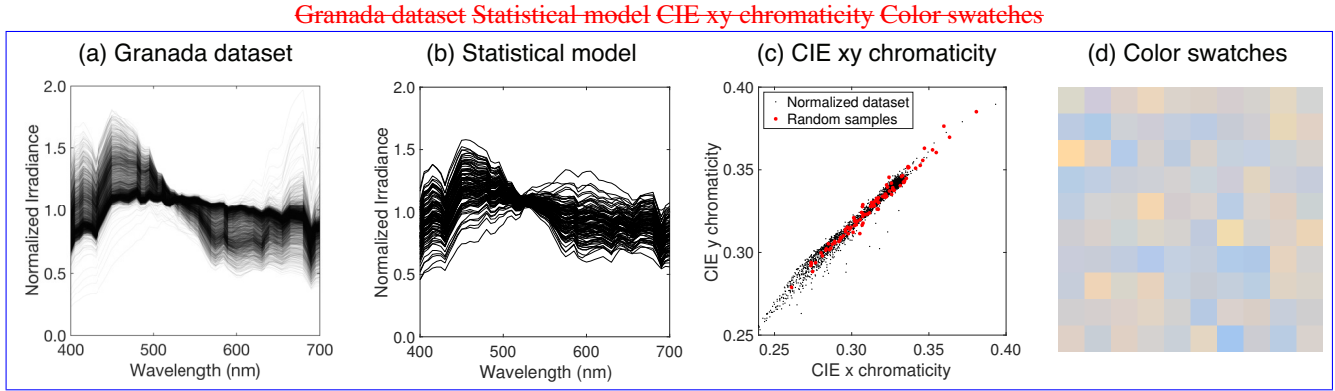 Granada dataset Statistical model CIE xy chromaticity Color swatches
(a) Granada dataset
2.0
1.5
1.0
0.5
0.0
Normalized Irradiance
400 500 600 700
Wavelength (nm)
(b) Statistical model
2.0
1.5
1.0
0.5
0.0
Normalized Irradiance
400 500 600 700
Wavelength (nm)
(c) CIE xy chromaticity
Normalized dataset
Random samples
0.40
0.35
0.30
0.25
CIE y chromaticity
0.25 0.30 0.35 0.40
CIE x chromaticity
(d) Color swatches